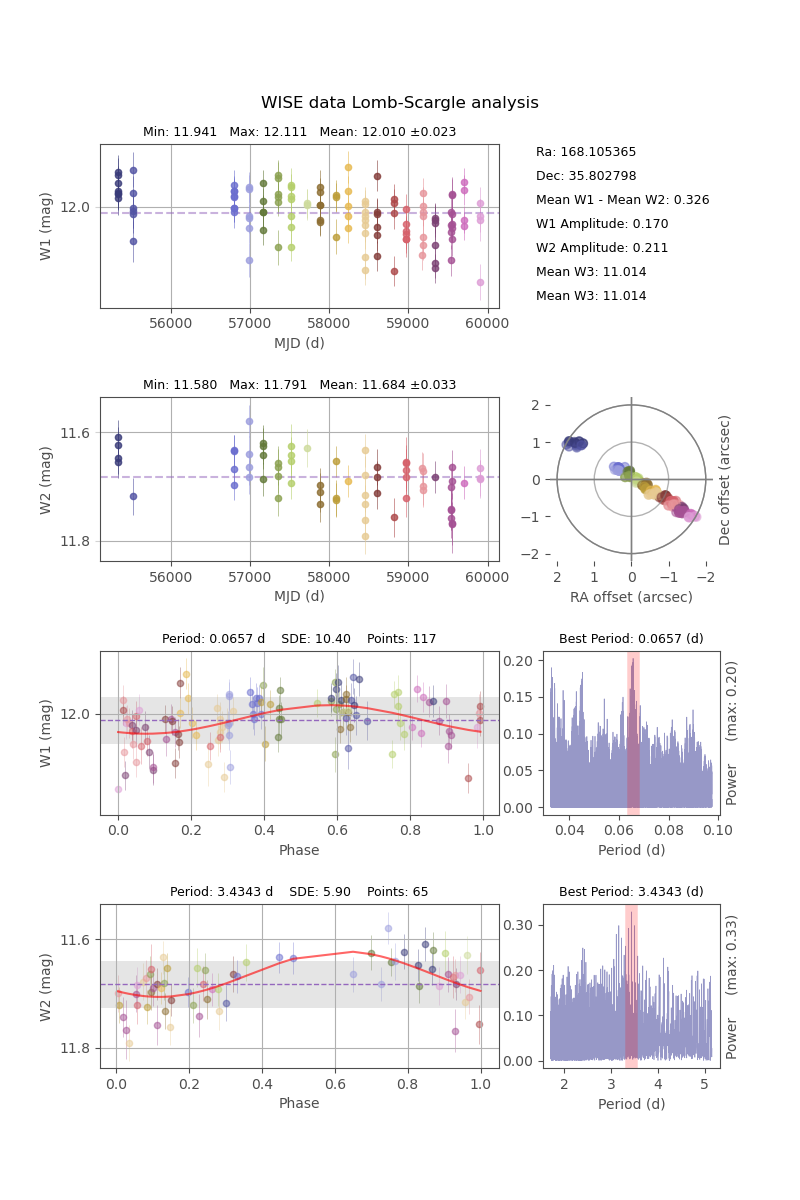 WISE data Lomb-Scargle analysis
Min: 11.941 Max: 12.111 Mean: 12.010 ±0.023
W1 (mag)
12.0
56000 57000 58000 59000 60000
MJD (d)
Ra: 168.105365
Dec: 35.802798
Mean W1 - Mean W2: 0.326
W1 Amplitude: 0.170
W2 Amplitude: 0.211
Mean W3: 11.014
Mean W3: 11.014
Min: 11.580 Max: 11.791 Mean: 11.684 ±0.033
W2 (mag)
11.6
11.8
56000 57000 58000 59000 60000
MJD (d)
2
1
0
−1
−2
2 1 0 −1 −2
RA offset (arcsec)
Dec offset (arcsec)
Period: 0.0657 d SDE: 10.40 Points: 117
W1 (mag)
12.0
0.0 0.2 0.4 0.6 0.8 1.0
Phase
Best Period: 0.0657 (d)
0.20
0.15
0.10
0.05
0.00
0.04 0.06 0.08 0.10
Period (d)
Power (max: 0.20)
Period: 3.4343 d SDE: 5.90 Points: 65
W2 (mag)
11.6
11.8
0.0 0.2 0.4 0.6 0.8 1.0
Phase
Best Period: 3.4343 (d)
0.30
0.20
0.10
0.00
2 3 4 5
Period (d)
Power (max: 0.33)